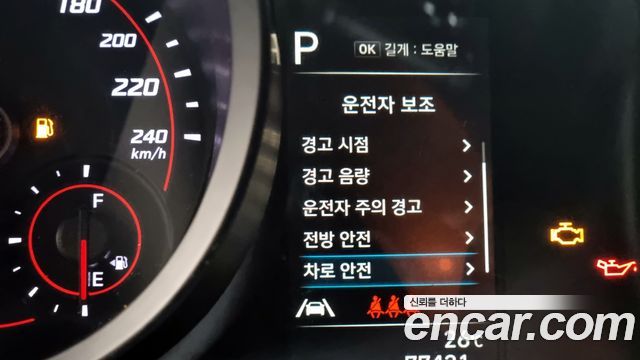 180
200
220
240
km/h
F
E
P
OK 길게 : 도움말
운전자 보조
경고 시점
경고 음량
운전자 주의 경고
전방 안전
차로 안전
28°C
77421
신뢰를 더하다
encar.com